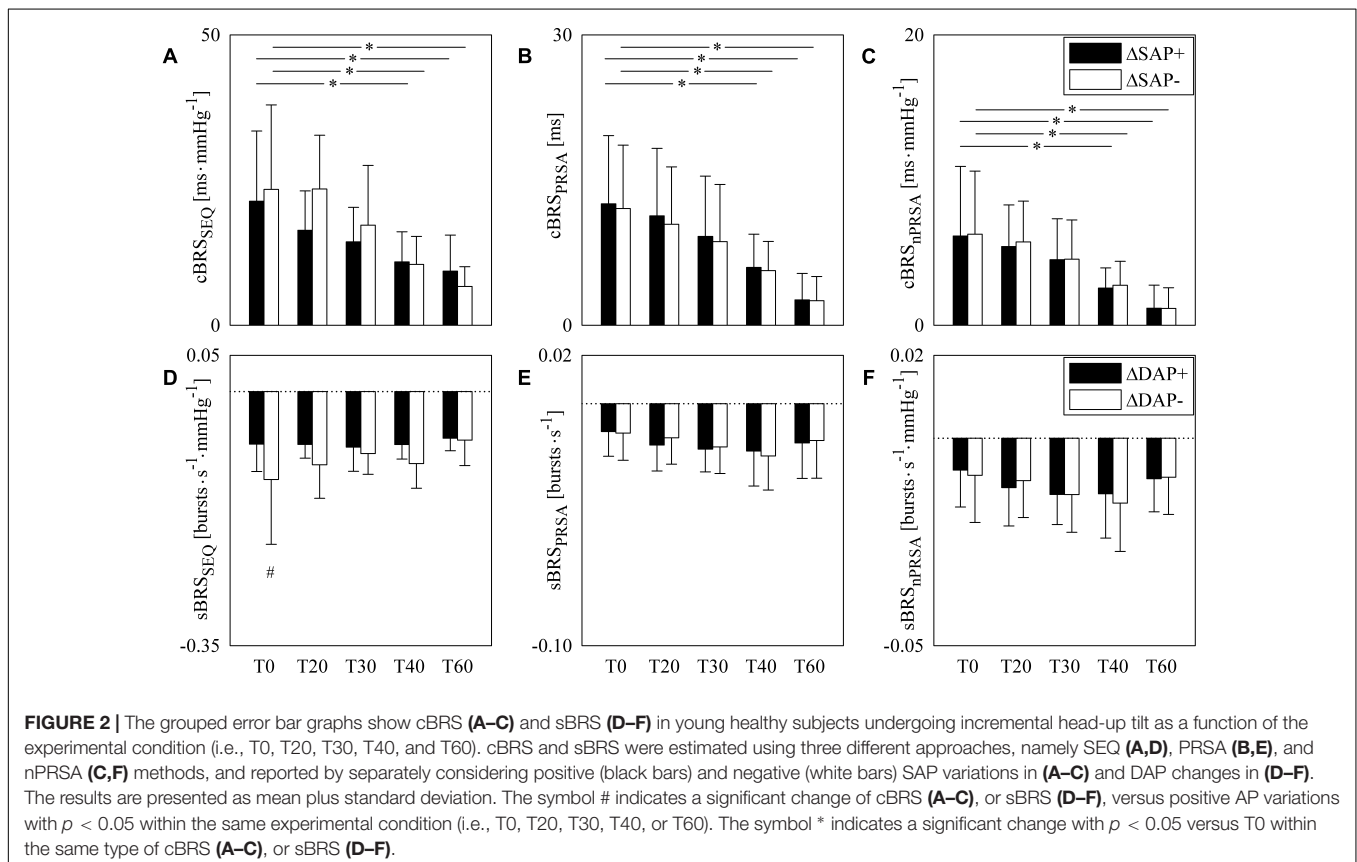 A
50
cBRSSEQ [ms·mmHg-1]
0
*
*
*
*
B
30
cBRSPRSA [ms]
0
*
*
*
*
C
20
cBRSnPRSA [ms·mmHg-1]
0
ΔSAP+
ΔSAP-
*
*
*
*
D
0.05
sBRSSEQ [bursts·s-1·mmHg-1]
-0.35
#
T0 T20 T30 T40 T60
E
0.02
sBRSPRSA [bursts·s-1]
-0.10
T0 T20 T30 T40 T60
F
0.02
sBRSnPRSA [bursts·s-1·mmHg-1]
-0.05
ΔDAP+
ΔDAP-
T0 T20 T30 T40 T60
FIGURE 2 | The grouped error bar graphs show cBRS (A–C) and sBRS (D–F) in young healthy subjects undergoing incremental head-up tilt as a function of the
experimental condition (i.e., T0, T20, T30, T40, and T60). cBRS and sBRS were estimated using three different approaches, namely SEQ (A,D), PRSA (B,E), and
nPRSA (C,F) methods, and reported by separately considering positive (black bars) and negative (white bars) SAP variations in (A–C) and DAP changes in (D–F).
The results are presented as mean plus standard deviation. The symbol # indicates a significant change of cBRS (A–C), or sBRS (D–F), versus positive AP variations
with p < 0.05 within the same experimental condition (i.e., T0, T20, T30, T40, or T60). The symbol * indicates a significant change with p < 0.05 versus T0 within
the same type of cBRS (A–C), or sBRS (D–F).